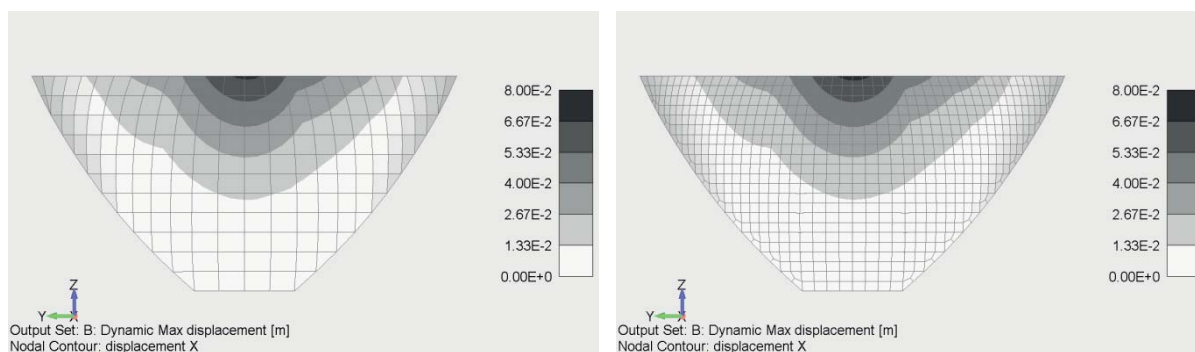 8.00E-2
6.67E-2
5.33E-2
4.00E-2
2.67E-2
1.33E-2
0.00E+0
Z
Y X
Output Set: B: Dynamic Max displacement [m]
Nodal Contour: displacement X
8.00E-2
6.67E-2
5.33E-2
4.00E-2
2.67E-2
1.33E-2
0.00E+0
Z
Y X
Output Set: B: Dynamic Max displacement [m]
Nodal Contour: displacement X